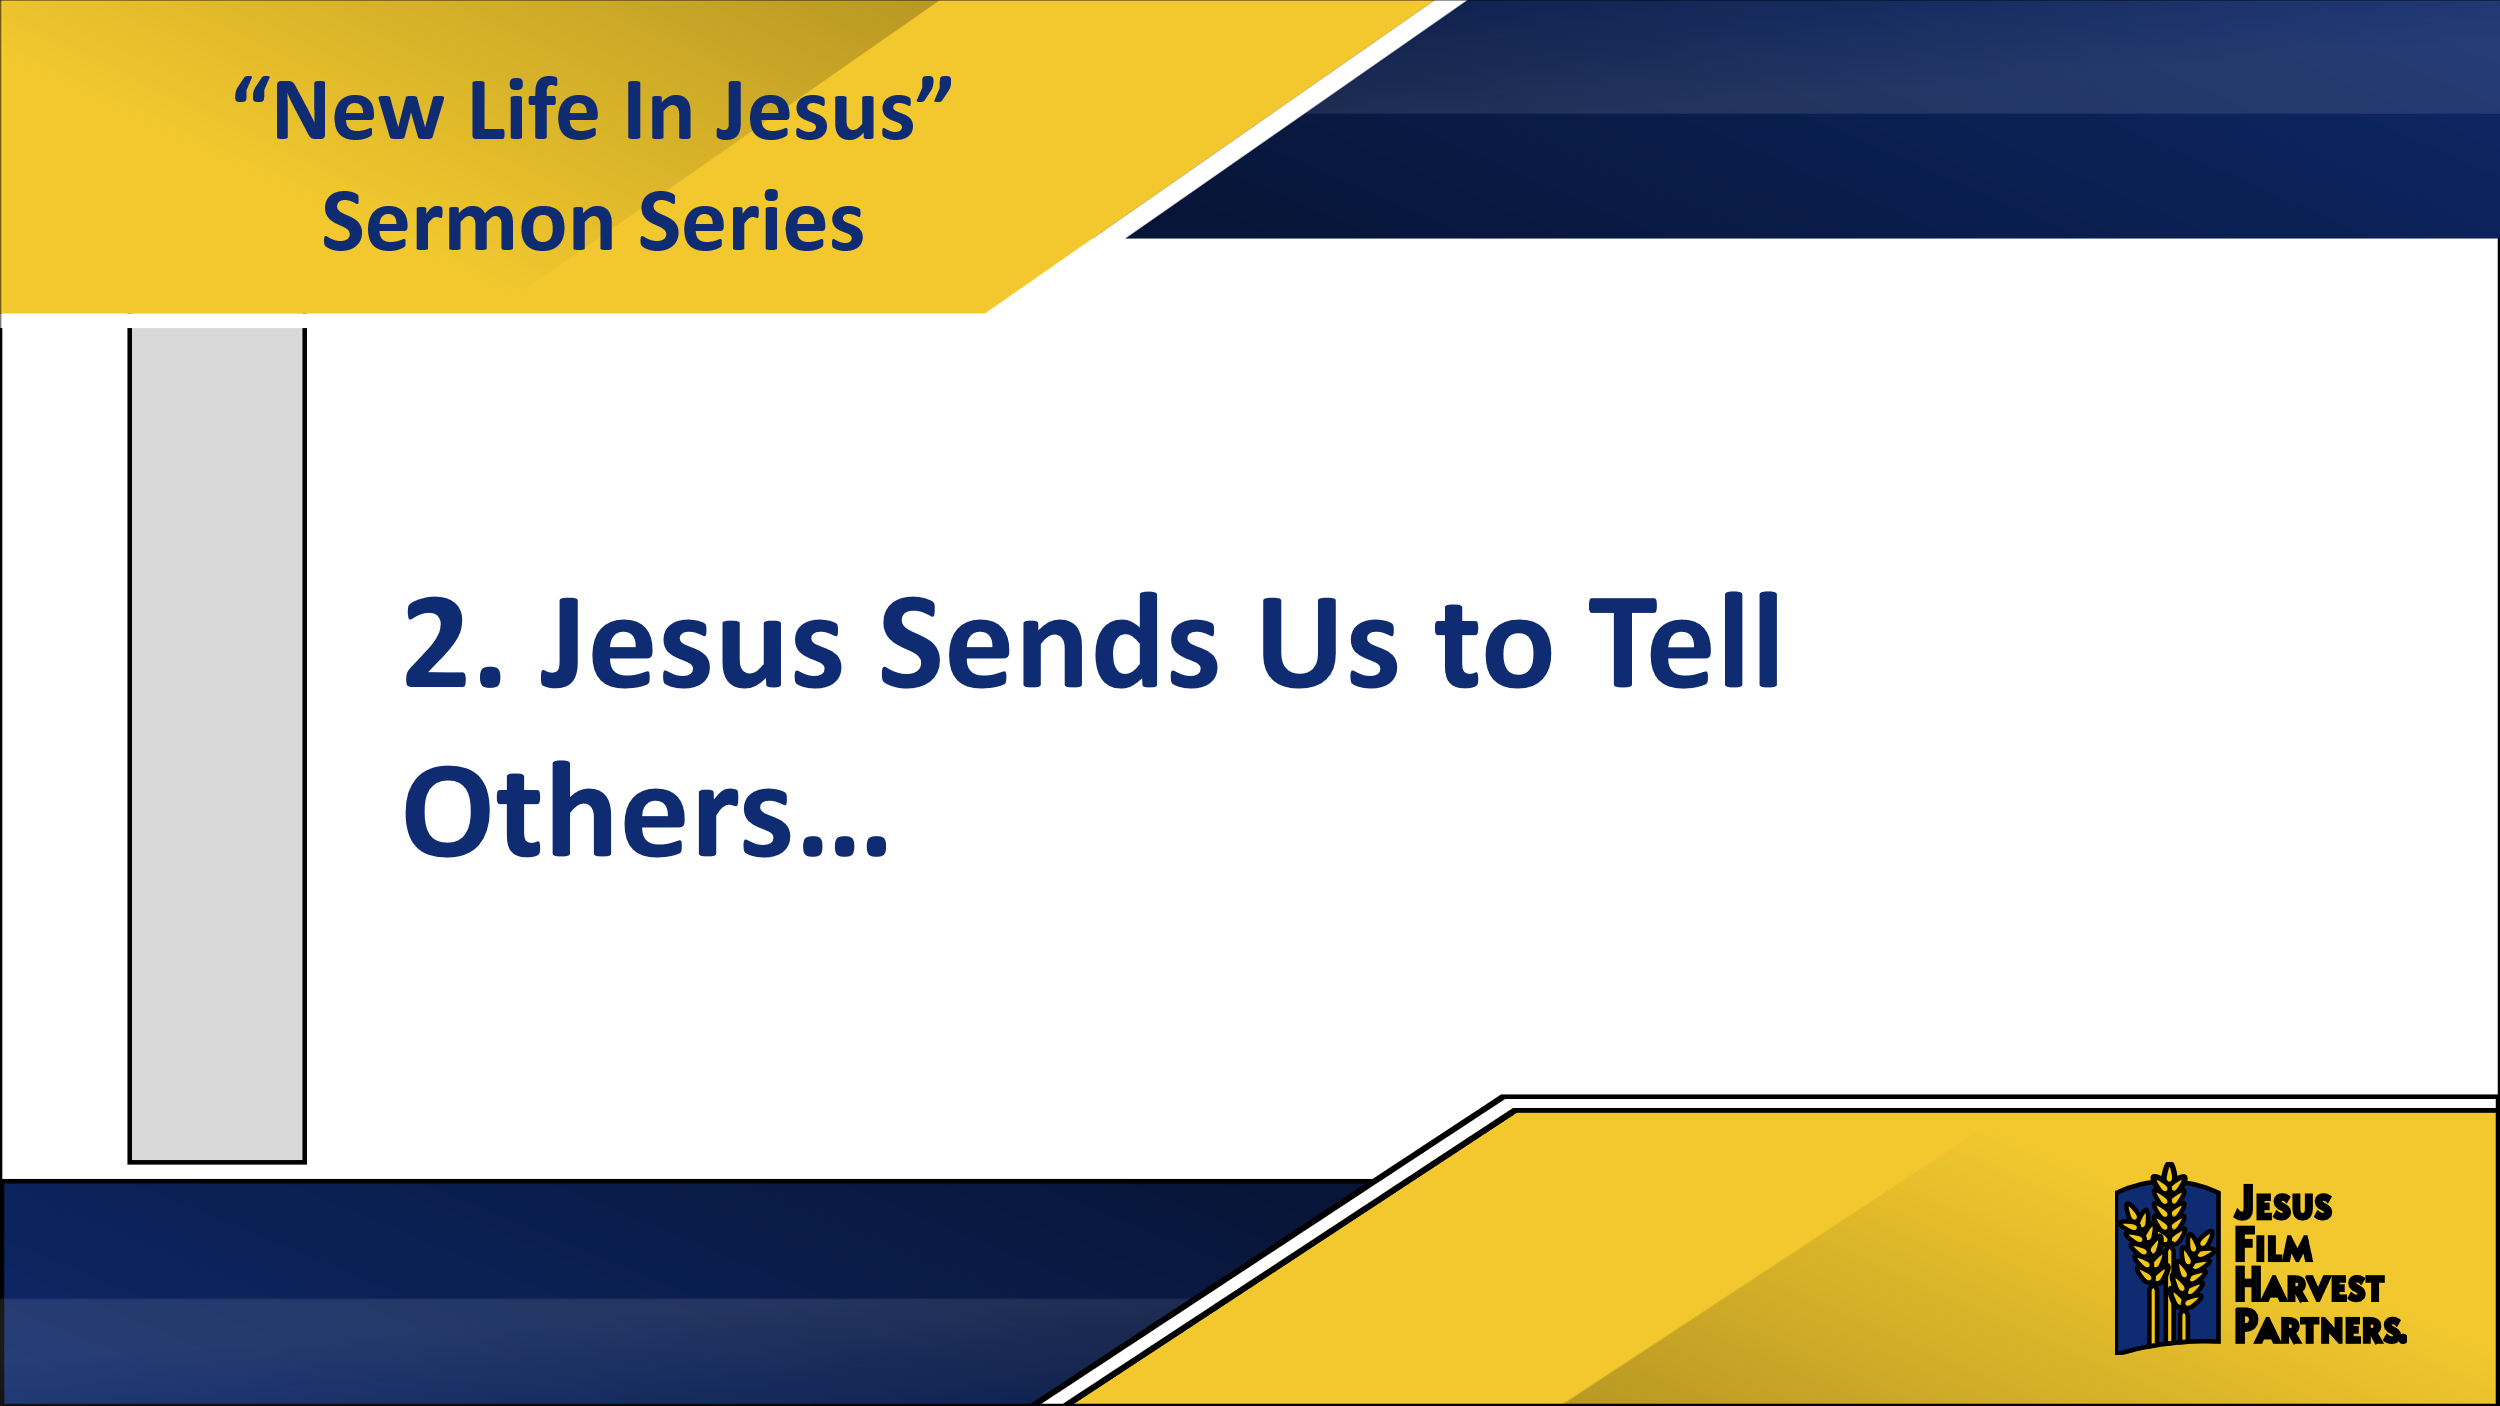 “New Life In Jesus”
Sermon Series
2. Jesus Sends Us to Tell
Others…
JESUS
FILM
HARVEST
PARTNERS